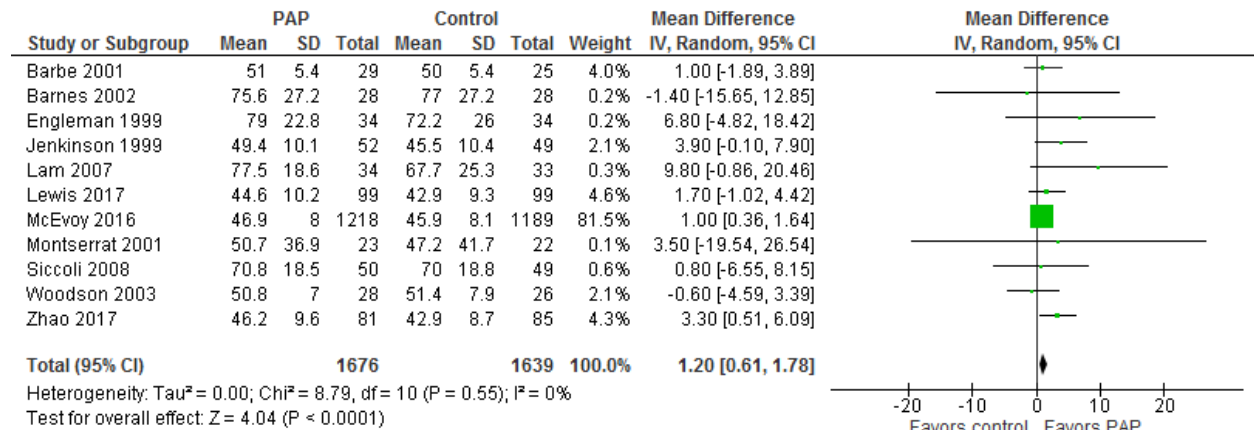 PAP Control Mean Difference Mean Difference
Study or Subgroup Mean SD Total Mean SD Total Weight IV, Random, 95% CI IV, Random, 95% CI
Barbe 2001 51 5.4 29 50 5.4 25 4.0% 1.00 [-1.89, 3.89]
Barnes 2002 75.6 27.2 28 77 27.2 28 0.2% -1.40 [-15.65, 12.85]
Engleman 1999 79 22.8 34 72.2 26 34 0.2% 6.80 [-4.82, 18.42]
Jenkinson 1999 49.4 10.1 52 45.5 10.4 49 2.1% 3.90 [-0.10, 7.90]
Lam 2007 77.5 18.6 34 67.7 25.3 33 0.3% 9.80 [-0.86, 20.46]
Lewis 2017 44.6 10.2 99 42.9 9.3 99 4.6% 1.70 [-1.02, 4.42]
McEvoy 2016 46.9 8 1218 45.9 8.1 1189 81.5% 1.00 [0.36, 1.64]
Montserrat 2001 50.7 36.9 23 47.2 41.7 22 0.1% 3.50 [-19.54, 26.54]
Siccoli 2008 70.8 18.5 50 70 18.8 49 0.6% 0.80 [-6.55, 8.15]
Woodson 2003 50.8 7 28 51.4 7.9 26 2.1% -0.60 [-4.59, 3.39]
Zhao 2017 46.2 9.6 81 42.9 8.7 85 4.3% 3.30 [0.51, 6.09]
Total (95% CI) 1676 1639 100.0% 1.20 [0.61, 1.78]
Heterogeneity: Tau² = 0.00; Chi² = 8.79, df = 10 (P = 0.55); I² = 0%
Test for overall effect: Z = 4.04 (P < 0.0001)
-20 -10 0 10 20
Favors control Favors PAP